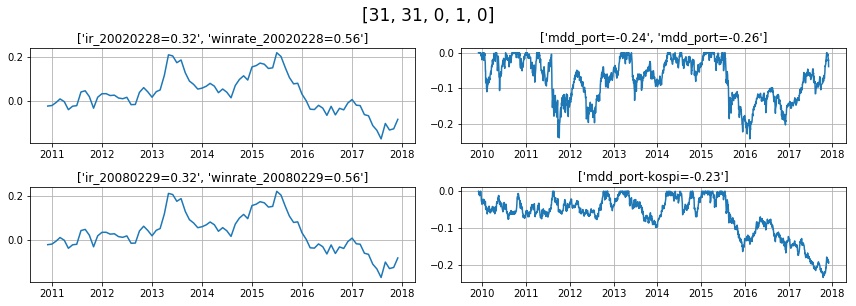 [31, 31, 0, 1, 0]
['ir_20020228=0.32', 'winrate_20020228=0.56']
0.2
0.0
2011 2012 2013 2014 2015 2016 2017 2018
['mdd_port=-0.24', 'mdd_port=-0.26']
0.0
−0.1
−0.2
2010 2011 2012 2013 2014 2015 2016 2017 2018
['ir_20080229=0.32', 'winrate_20080229=0.56']
0.2
0.0
2011 2012 2013 2014 2015 2016 2017 2018
['mdd_port-kospi=-0.23']
0.0
−0.1
−0.2
2010 2011 2012 2013 2014 2015 2016 2017 2018